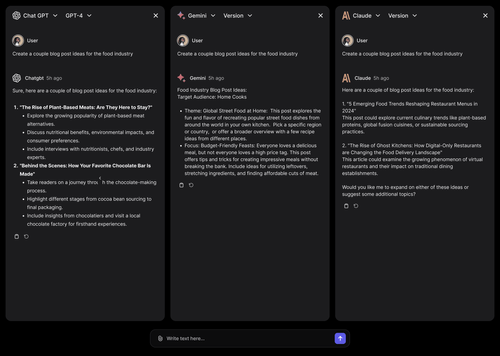 Chat GPT
GPT-4
User
Create a couple blog post ideas for the food industry
Chatgbt 5h ago
Sure, here are a couple of blog post ideas for the food industry:
1. "The Rise of Plant-Based Meats: Are They Here to Stay?"
• Explore the growing popularity of plant-based meat
alternatives.
• Discuss nutritional benefits, environmental impacts, and
consumer preferences.
• Include interviews with nutritionists, chefs, and industry
experts.
2. "Behind the Scenes: How Your Favorite Chocolate Bar is
Made"
• Take readers on a journey the chocolate-making
process.
• Highlight different stages from cocoa bean sourcing to
final packaging.
• Include insights from chocolatiers and visit a local
chocolate factory for firsthand experiences.
Gemini
Version
User
Create a couple blog post ideas for the food industry
Gemini 5h ago
Food Industry Blog Post Ideas:
Target Audience: Home Cooks
• Theme: Global Street Food at Home: This post explores the
fun and flavor of recreating popular street food dishes from
around the world in your own kitchen. Pick a specific region
or country, or offer a broader overview with a few recipe
ideas from different places.
• Focus: Budget-Friendly Feasts: Everyone loves a delicious
meal, but not everyone loves a high price tag. This post
offers tips and tricks for creating impressive meals without
breaking the bank. Include ideas for utilizing leftovers,
stretching ingredients, and finding affordable cuts of meat.
Claude
Version
User
Create a couple blog post ideas for the food industry
Claude 5h ago
Here are a couple of blog post ideas for the food industry:
1. "5 Emerging Food Trends Reshaping Restaurant Menus in
2024"
This post could explore current culinary trends like plant-based
proteins, global fusion cuisines, or sustainable sourcing
practices.
2. "The Rise of Ghost Kitchens: How Digital-Only Restaurants
are Changing the Food Delivery Landscape"
This article could examine the growing phenomenon of virtual
restaurants and their impact on traditional dining
establishments.
Would you like me to expand on either of these ideas or
suggest some additional topics?
Write text here...